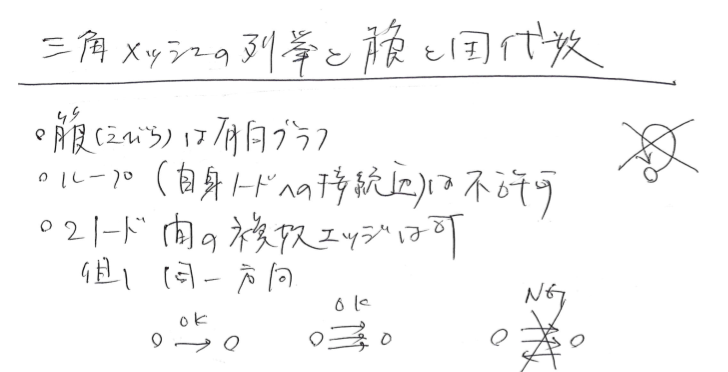 三角メッシュの列挙と箙と団代数
○箙(えびら)は有向グラフ
○ループ(自身ノードへの接続辺)は不許可
○2ノード間の複数エッジは可
但し同一方向
OK
OK
NG